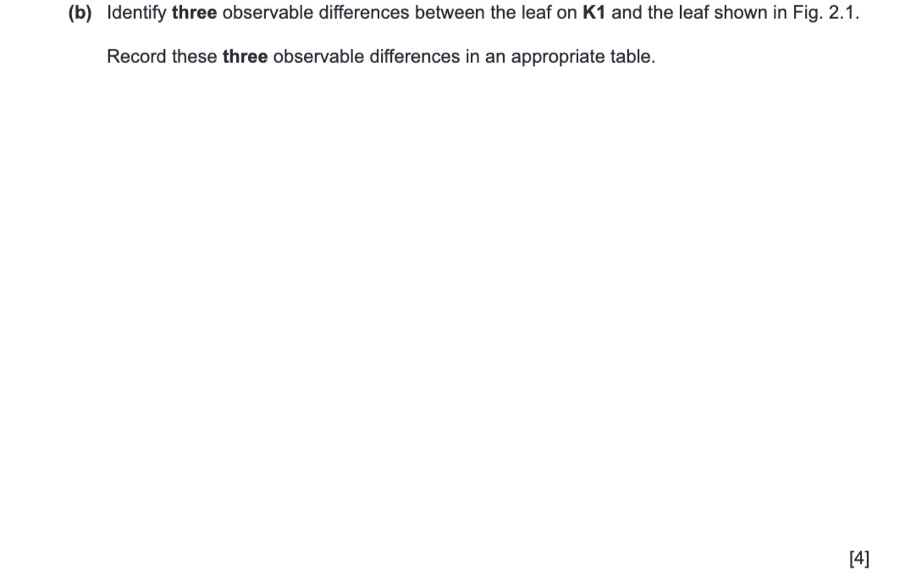 (b) Identify three observable differences between the leaf on K1 and the leaf shown in Fig. 2.1.
Record these three observable differences in an appropriate table.
[4]